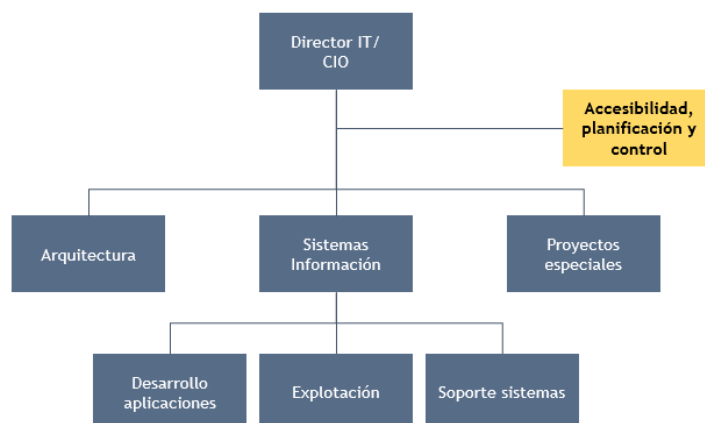 Director IT/
CIO
Accesibilidad,
planificación y
control
Arquitectura
Sistemas
Información
Proyectos
especiales
Desarrollo
aplicaciones
Explotación
Soporte sistemas